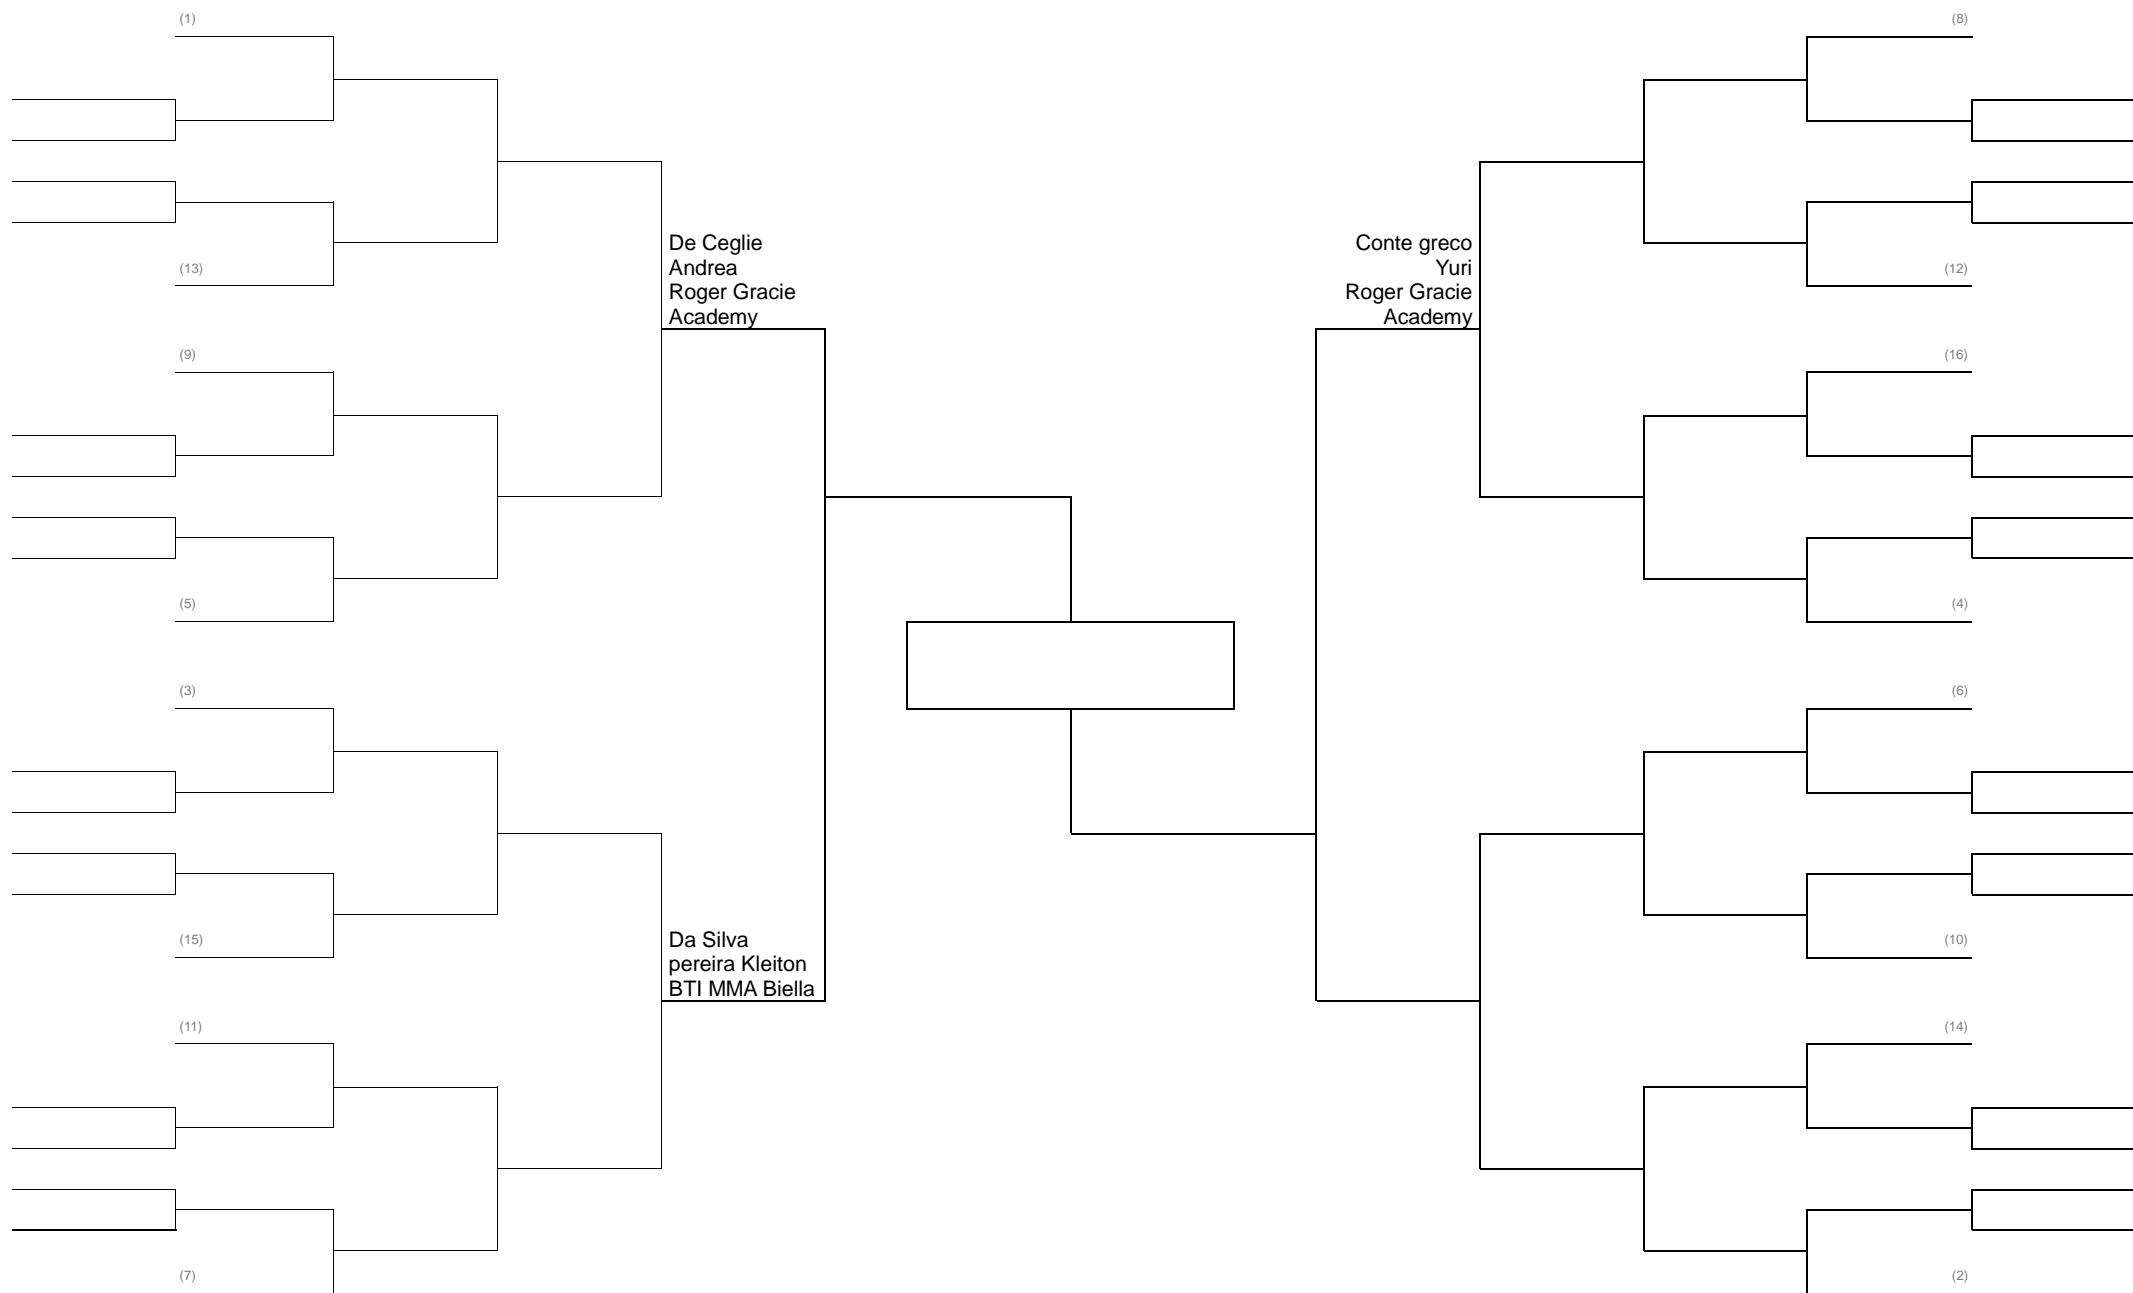 (1)
(8)
De Ceglie
Andrea
Roger Gracie
Academy
Conte greco
Yuri
Roger Gracie
Academy
(13)
(12)
(9)
(16)
(5)
(4)
(3)
(6)
(15)
(10)
Da Silva
pereira Kleiton
BTI MMA Biella
(11)
(14)
(7)
(2)